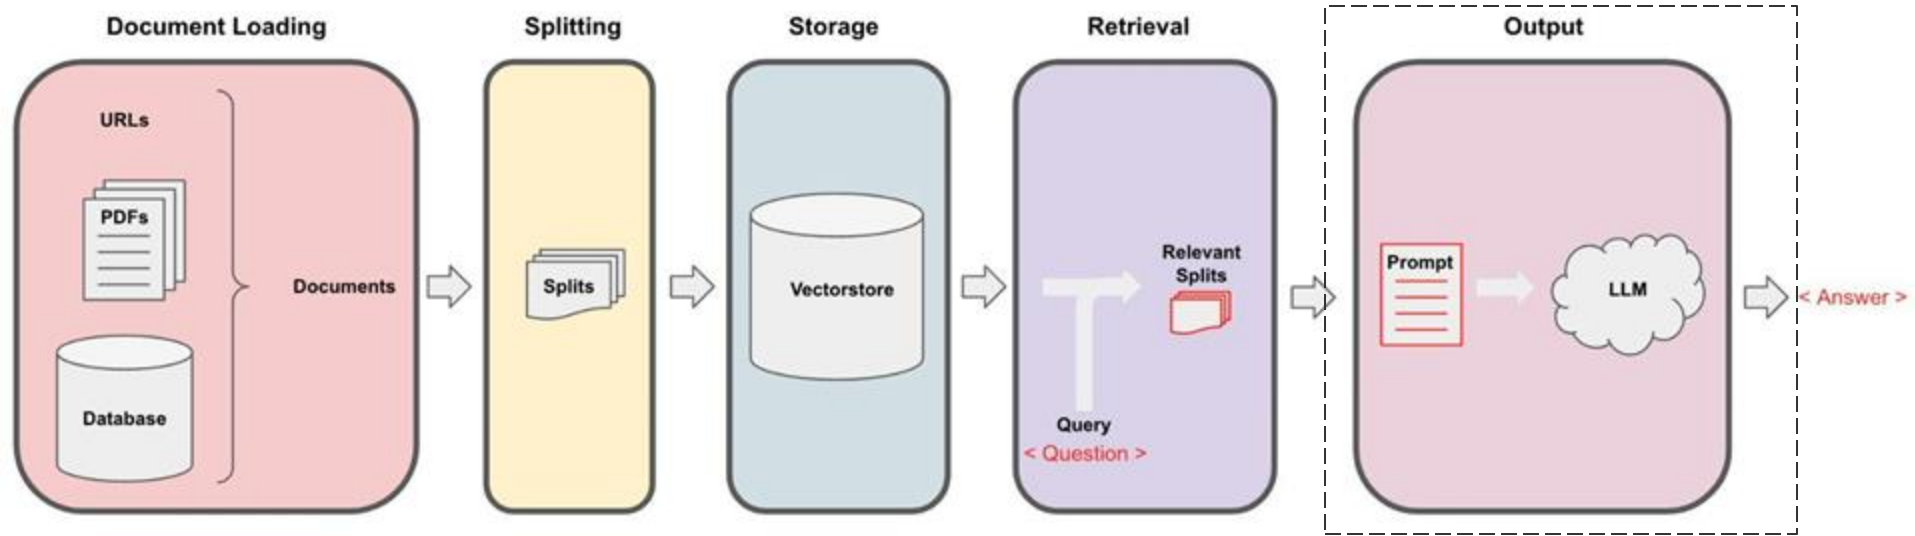 Document Loading
Splitting
Storage
Retrieval
Output
URLs
PDFs
Documents
Database
Splits
Vectorstore
Relevant
Splits
Query
< Question >
Prompt
LLM
< Answer >